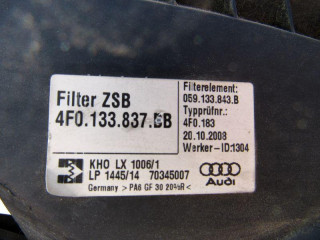 Filter ZSB
4F0.133.837.BB
Filterelement:
059.133.843.B
Typprüfnr.:
4F0.183
20.10.2008
Werker-ID:1304
KHO LX 1006/1
LP 1445/14 70345007
Germany >PA6 GF 30 20%R<
Audi